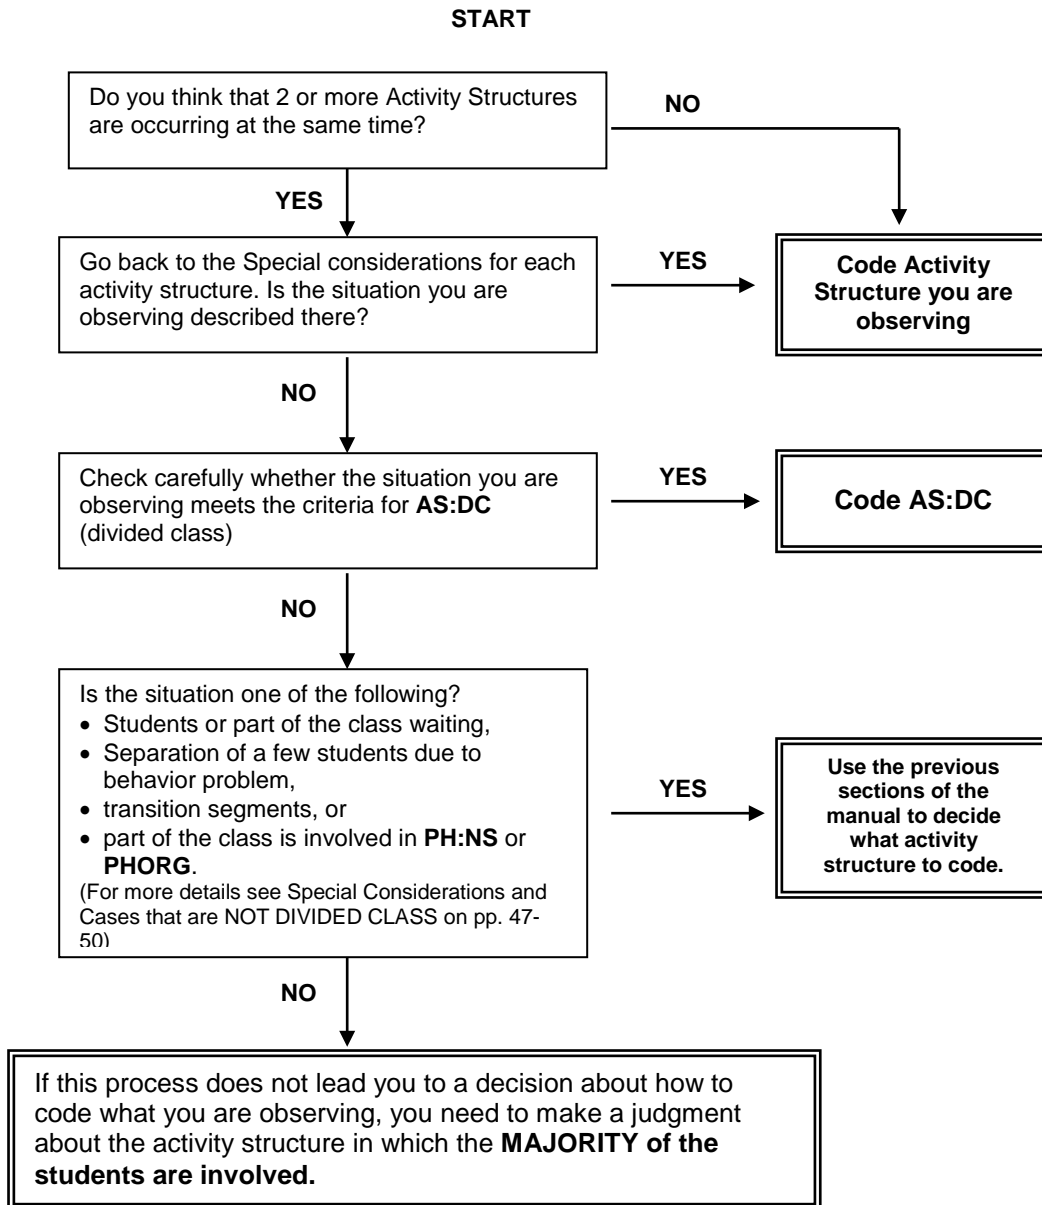 START
Do you think that 2 or more Activity Structures
are occurring at the same time?
NO
YES
Go back to the Special considerations for each
activity structure. Is the situation you are
observing described there?
YES
Code Activity
Structure you are
observing
NO
Check carefully whether the situation you are
observing meets the criteria for AS:DC
(divided class)
YES
Code AS:DC
NO
Is the situation one of the following?
• Students or part of the class waiting,
• Separation of a few students due to
behavior problem,
• transition segments, or
• part of the class is involved in PH:NS or
PHORG.
(For more details see Special Considerations and
Cases that are NOT DIVIDED CLASS on pp. 47-
50)
YES
Use the previous
sections of the
manual to decide
what activity
structure to code.
NO
If this process does not lead you to a decision about how to
code what you are observing, you need to make a judgment
about the activity structure in which the MAJORITY of the
students are involved.